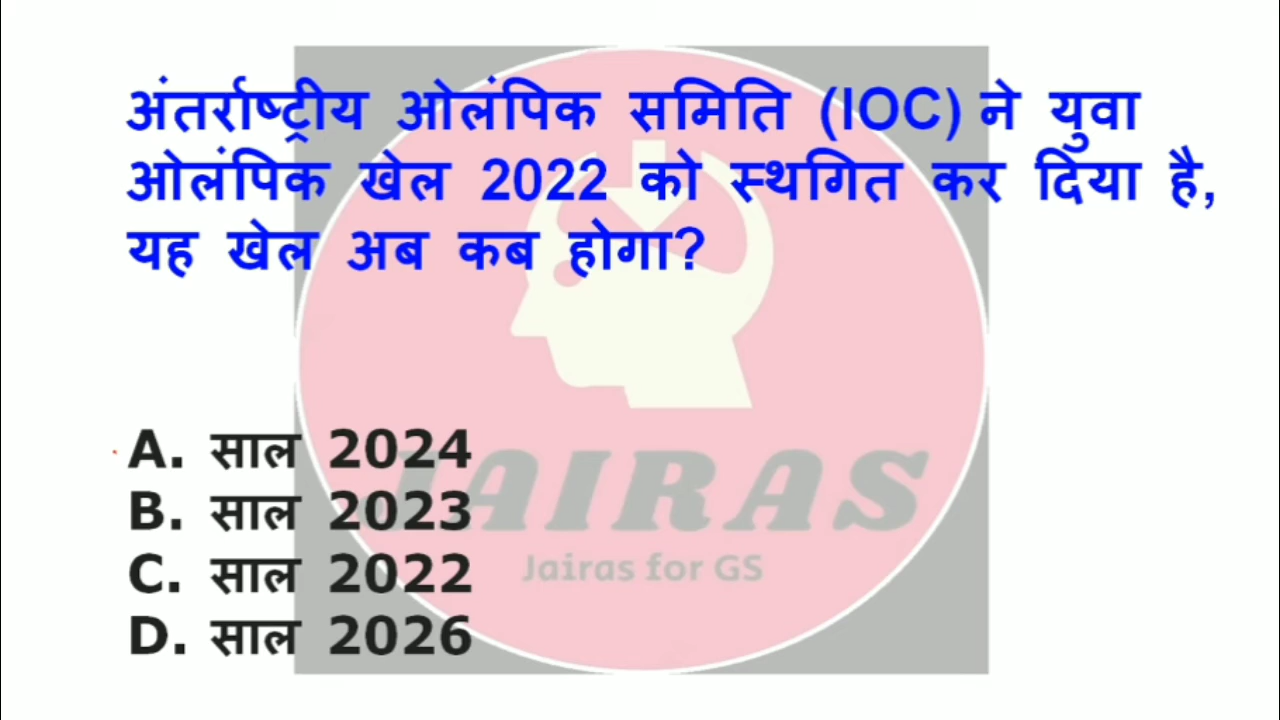 अंतर्राष्ट्रीय ओलंपिक समिति (IOC) ने युवा
ओलंपिक खेल 2022 को स्थगित कर दिया है,
यह खेल अब कब होगा?
A. साल 2024
B. साल 2023
C. साल 2022
D. साल 2026
JAIRAS
Jairas for GS